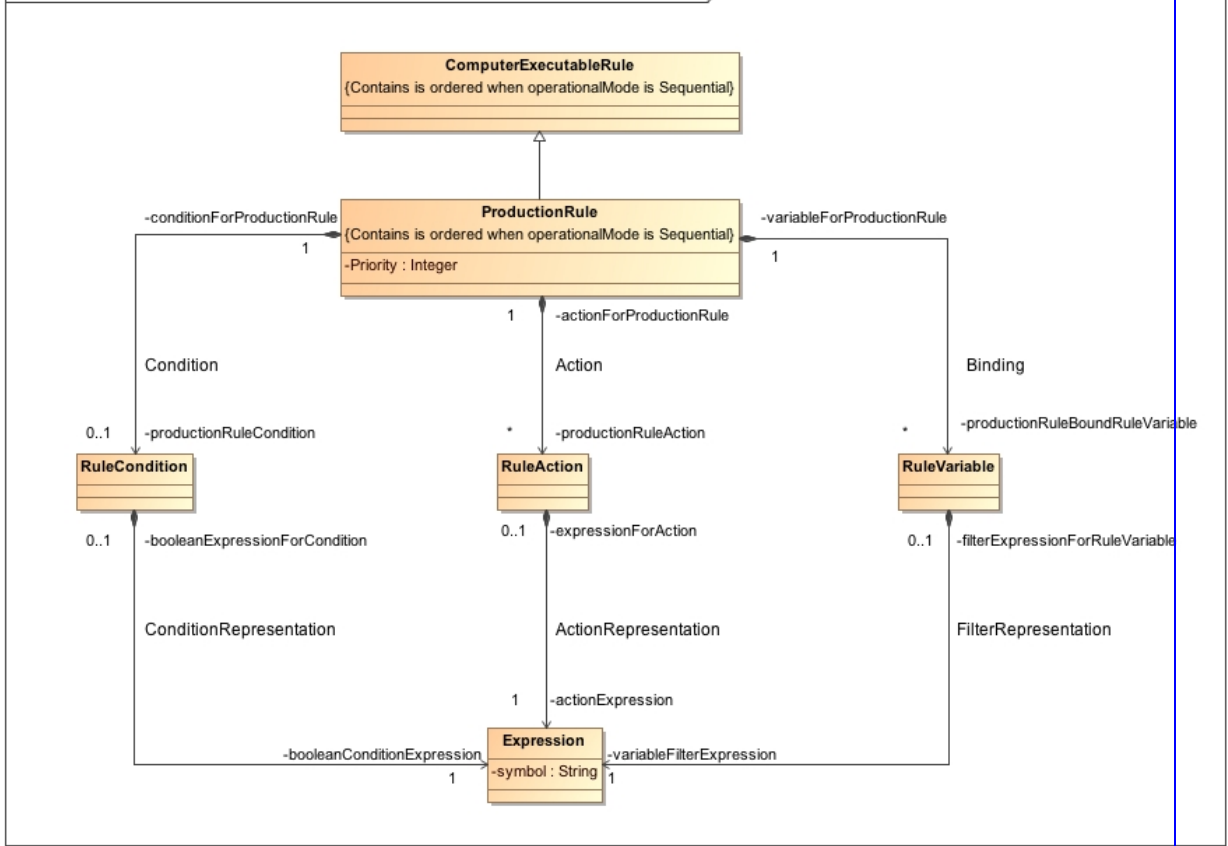 ComputerExecutableRule
{Contains is ordered when operationalMode is Sequential}
-conditionForProductionRule
1
ProductionRule
{Contains is ordered when operationalMode is Sequential}
-Priority : Integer
-variableForProductionRule
1
1
-actionForProductionRule
Condition
Action
Binding
0..1
-productionRuleCondition
*
-productionRuleAction
*
-productionRuleBoundRuleVariable
RuleCondition
RuleAction
RuleVariable
0..1
-booleanExpressionForCondition
0..1
-expressionForAction
0..1
-filterExpressionForRuleVariable
ConditionRepresentation
ActionRepresentation
FilterRepresentation
1
-actionExpression
-booleanConditionExpression
1
Expression
-symbol : String
-variableFilterExpression
1